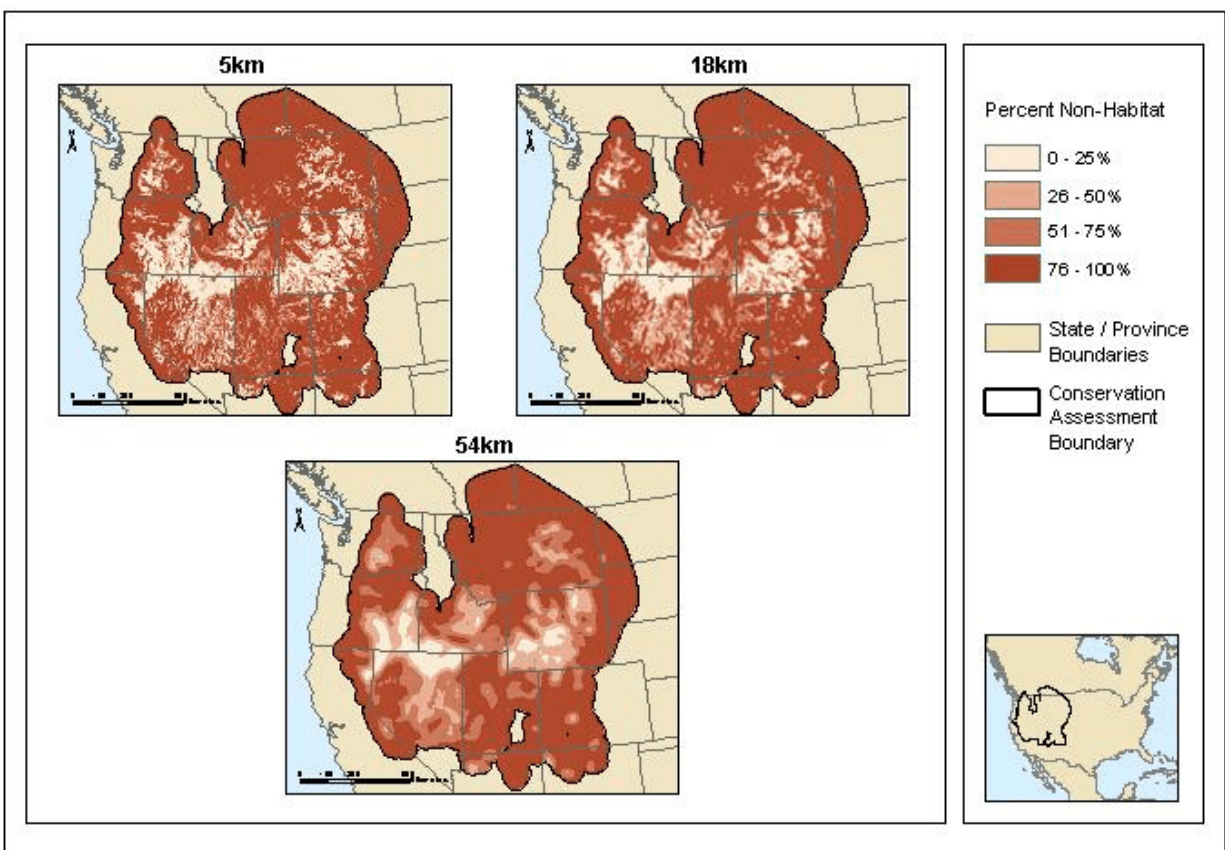 5km
18km
54km
Percent Non-Habitat
0 - 25%
26 - 50%
51 - 75%
76 - 100%
State / Province
Boundaries
Conservation
Assessment
Boundary